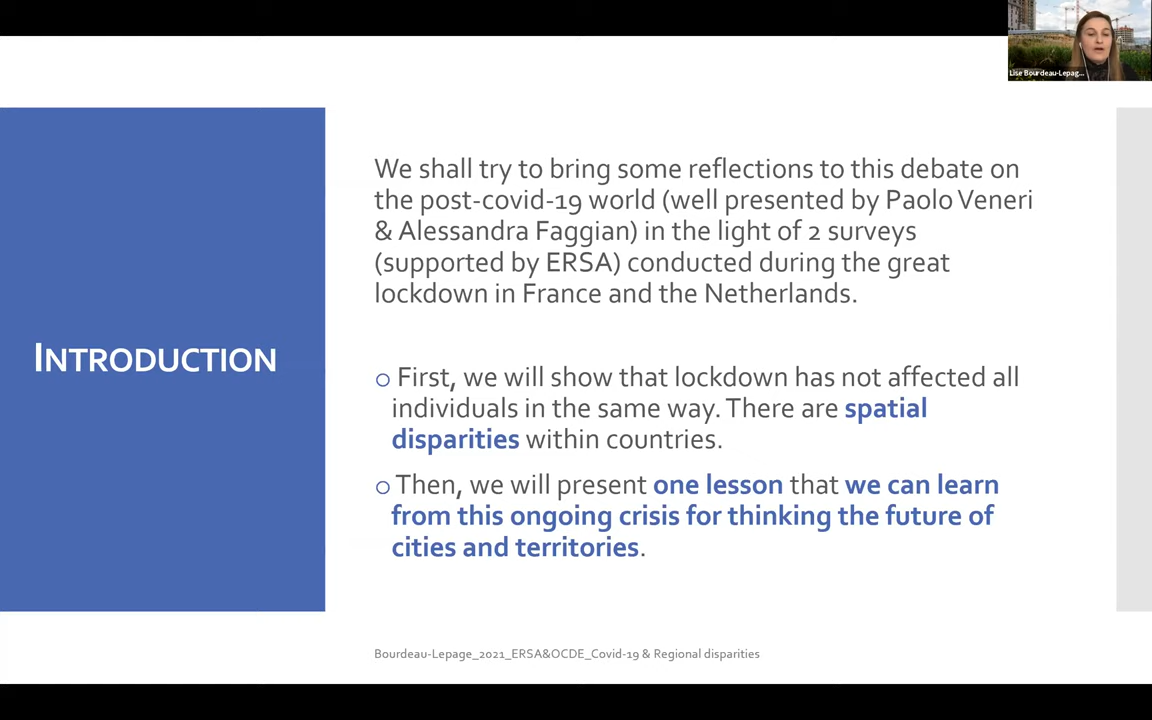 Lise Bourdeau-Lepag...
We shall try to bring some reflections to this debate on
the post-covid-19 world (well presented by Paolo Veneri
& Alessandra Faggian) in the light of 2 surveys
(supported by ERSA) conducted during the great
lockdown in France and the Netherlands.
INTRODUCTION
o First, we will show that lockdown has not affected all
individuals in the same way. There are spatial
disparities within countries.
o Then, we will present one lesson that we can learn
from this ongoing crisis for thinking the future of
cities and territories.
Bourdeau-Lepage_2021_ERSA&OCDE_Covid-19 & Regional disparities